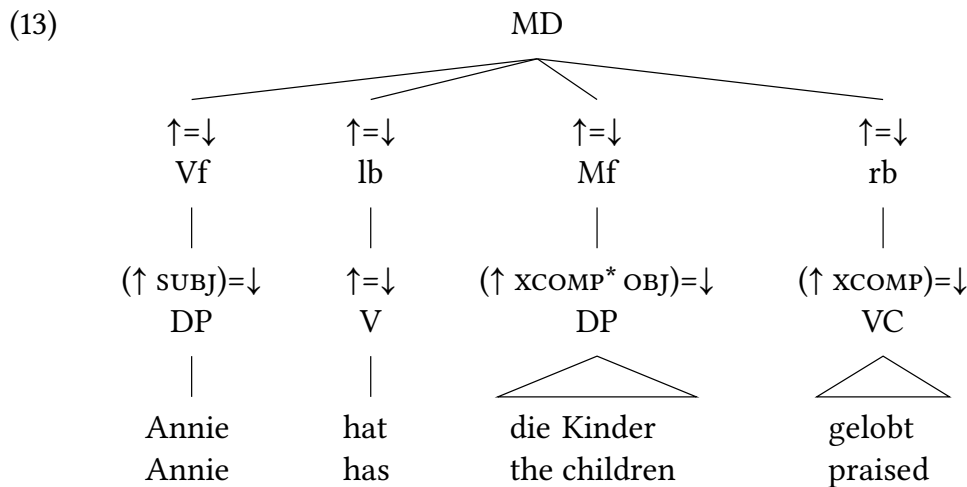 (13) MD
↑=↓ ↑=↓ ↑=↓ ↑=↓
Vf lb Mf rb
(↑ SUBJ)=↓ ↑=↓ (↑ XCOMP* OBJ)=↓ (↑ XCOMP)=↓
DP V DP VC
Annie hat die Kinder gelobt
Annie has the children praised